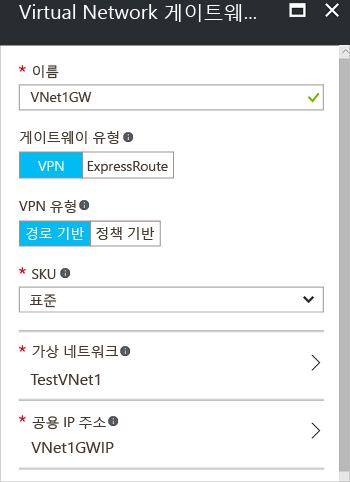 Virtual Network 게이트웨...
* 이름
VNet1GW
게이트웨이 유형
VPN ExpressRoute
VPN 유형
경로 기반 정책 기반
* SKU
표준
* 가상 네트워크
TestVNet1
* 공용 IP 주소
VNet1GWIP